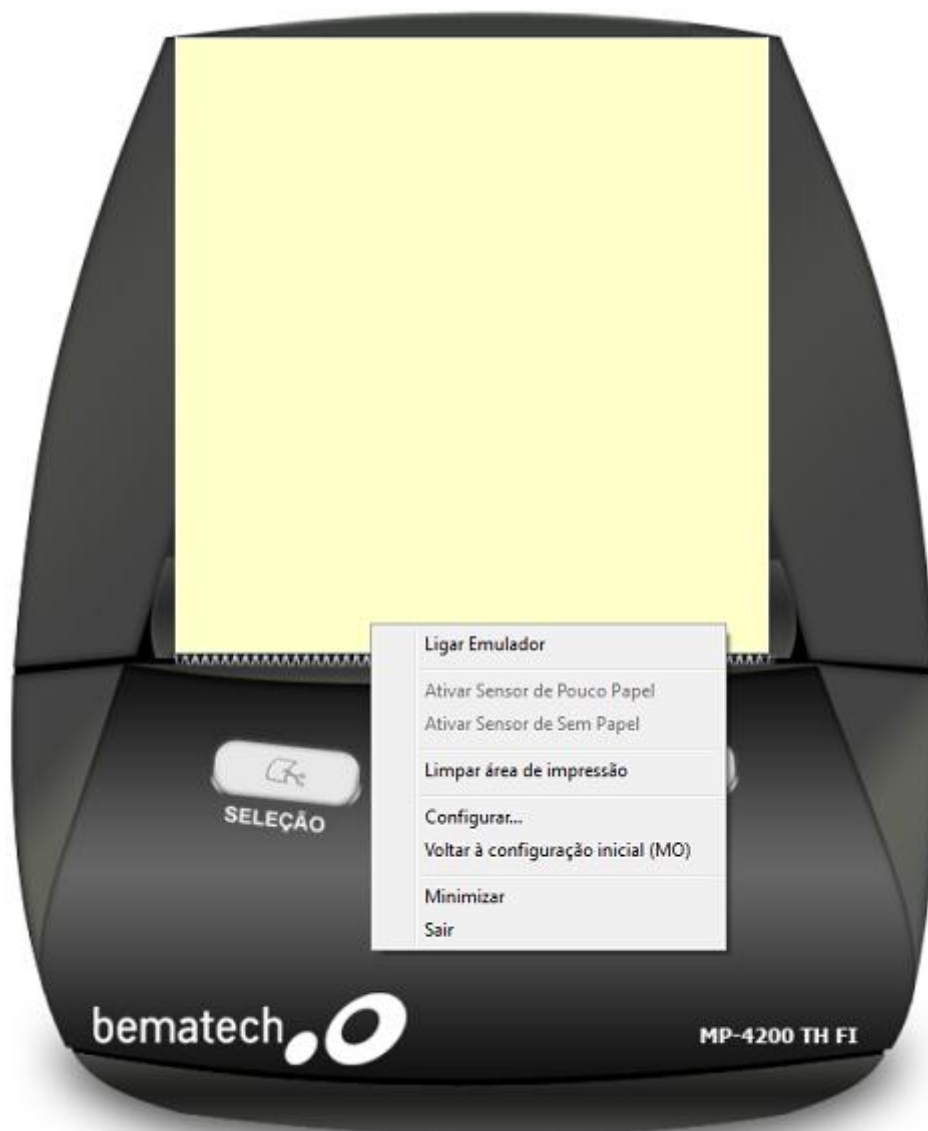 Ligar Emulador
Ativar Sensor de Pouco Papel
Ativar Sensor de Sem Papel
Limpar área de impressão
SELEÇÃO
Configurar...
Voltar à configuração inicial (MO)
Minimizar
Sair
bematech
MP-4200 TH FI